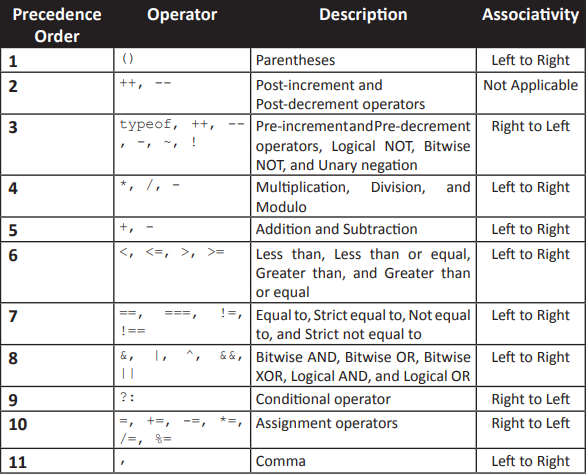 Precedence Order Operator Description Associativity
1 () Parentheses Left to Right
2 ++, -- Post-increment and Not Applicable
Post-decrement operators
3 typeof, ++, -- Pre-incrementandPre-decrement Right to Left
, -, ~, ! operators, Logical NOT, Bitwise
NOT, and Unary negation
4 *, /, - Multiplication, Division, and Left to Right
Modulo
5 +, - Addition and Subtraction Left to Right
6 <, <=, >, >= Less than, Less than or equal, Left to Right
Greater than, and Greater than
or equal
7 ==, ===, !=, Equal to, Strict equal to, Not equal Left to Right
!== to, and Strict not equal to
8 &, |, ^, &&, Bitwise AND, Bitwise OR, Bitwise Left to Right
|| XOR, Logical AND, and Logical OR
9 ?: Conditional operator Right to Left
10 =, +=, -=, *=, Assignment operators Right to Left
/=, %=
11 , Comma Left to Right